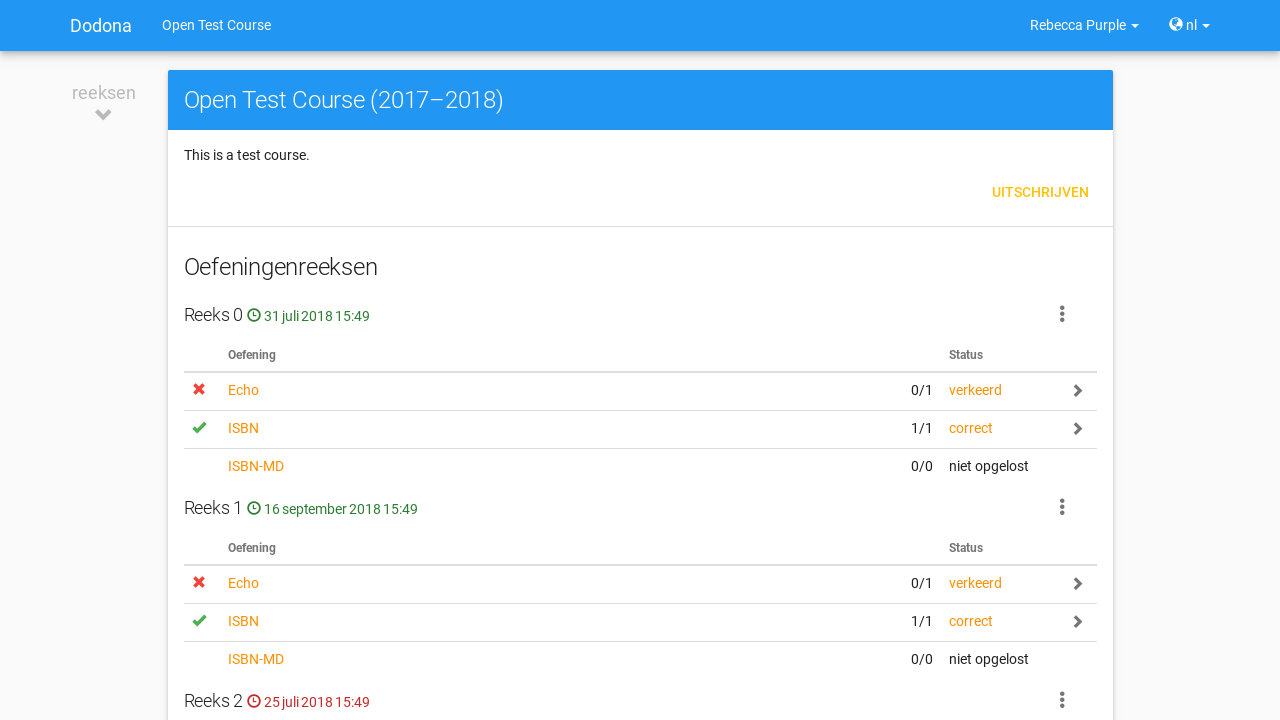 Dodona Open Test Course Rebecca Purple nl
reeksen
Open Test Course (2017–2018)
This is a test course.
UITSCHRIJVEN
Oefeningenreeksen
Reeks 0 31 juli 2018 15:49
Oefening Status
Echo 0/1 verkeerd
ISBN 1/1 correct
ISBN-MD 0/0 niet opgelost
Reeks 1 16 september 2018 15:49
Oefening Status
Echo 0/1 verkeerd
ISBN 1/1 correct
ISBN-MD 0/0 niet opgelost
Reeks 2 25 juli 2018 15:49